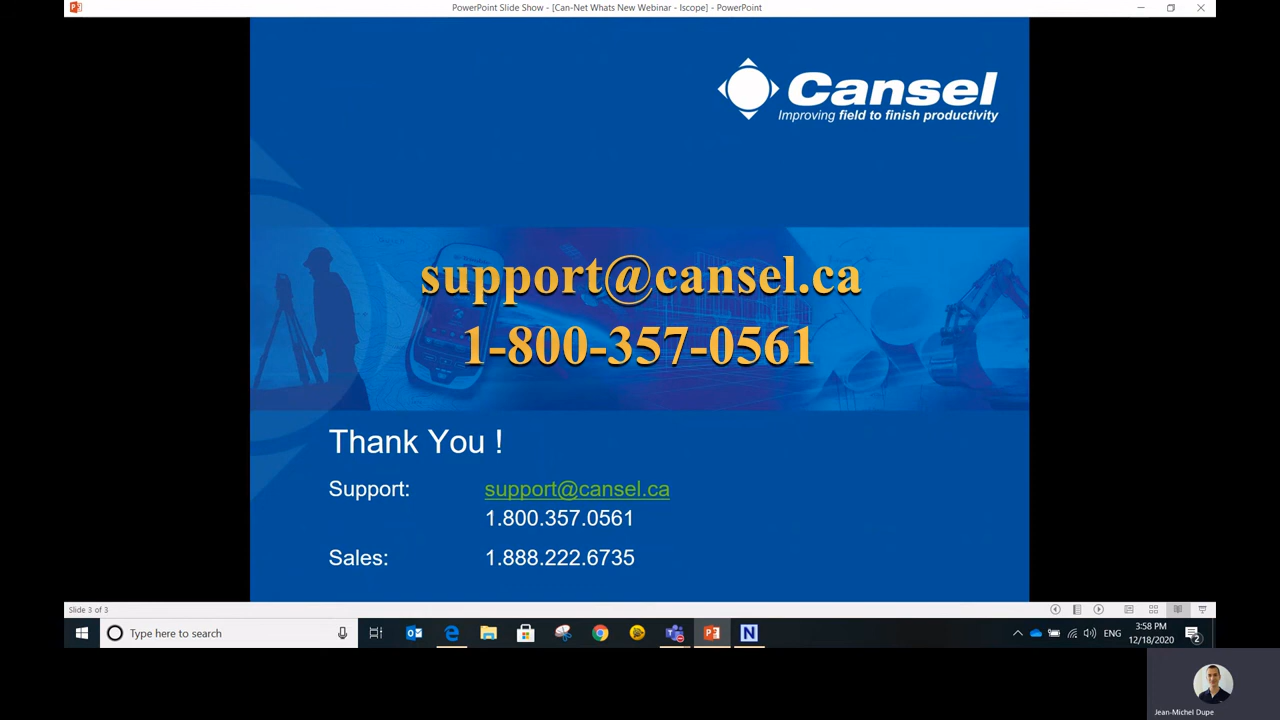 PowerPoint Slide Show - [Can-Net Whats New Webinar - Iscope] - PowerPoint
Cansel
Improving field to finish productivity
support@cansel.ca
1-800-357-0561
Thank You !
Support: support@cansel.ca
1.800.357.0561
Sales: 1.888.222.6735
Slide 3 of 3
Type here to search
ENG
3:58 PM
12/18/2020
2
N
Jean-Michel Dupe